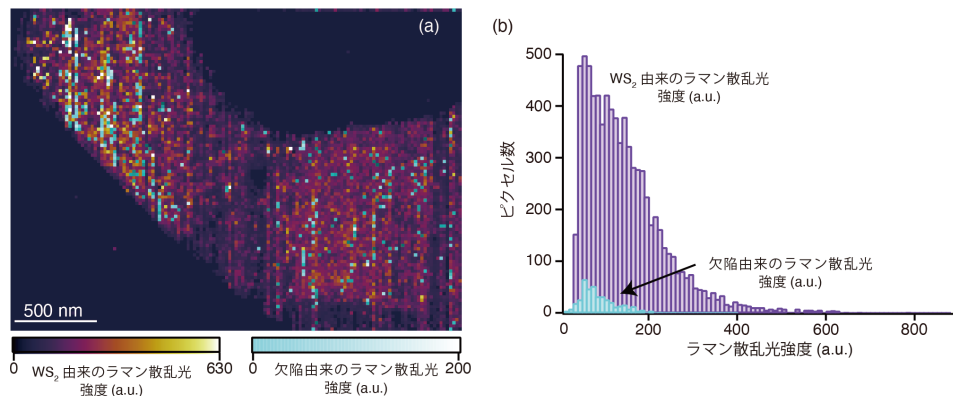 (a)
500 nm
0
630
WS2 由来のラマン散乱光
強度 (a.u.)
0
200
欠陥由来のラマン散乱光
強度 (a.u.)
(b)
500
400
300
200
100
0
ピクセル数
WS2 由来のラマン散乱光
強度 (a.u.)
欠陥由来のラマン散乱光
強度 (a.u.)
0
200
400
600
800
ラマン散乱光強度 (a.u.)